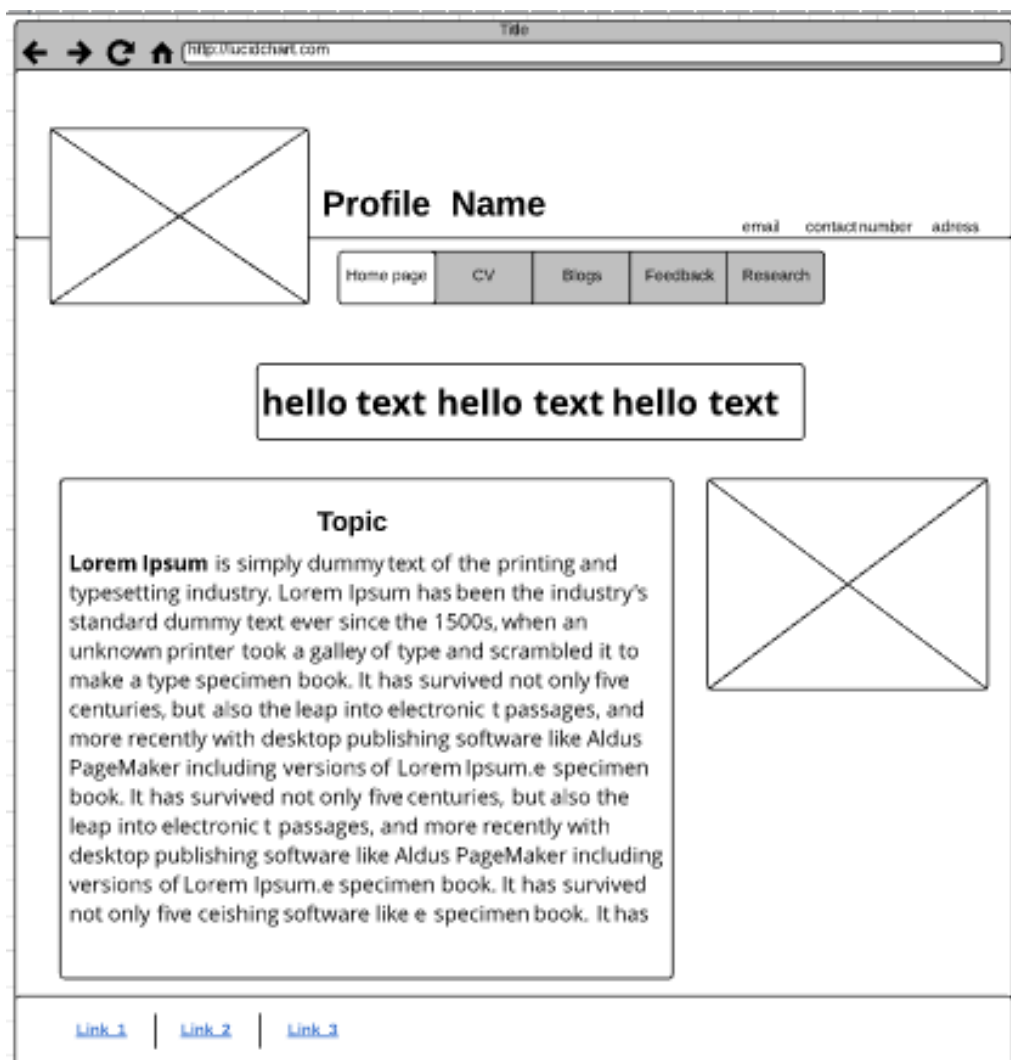 Title
http://lucidchart.com
Profile Name
email contact number adress
Home page CV Blogs Feedback Research
hello text hello text hello text
Topic
Lorem Ipsum is simply dummy text of the printing and
typesetting industry. Lorem Ipsum has been the industry's
standard dummy text ever since the 1500s, when an
unknown printer took a galley of type and scrambled it to
make a type specimen book. It has survived not only five
centuries, but also the leap into electronic t passages, and
more recently with desktop publishing software like Aldus
PageMaker including versions of Lorem Ipsum.e specimen
book. It has survived not only five centuries, but also the
leap into electronic t passages, and more recently with
desktop publishing software like Aldus PageMaker including
versions of Lorem Ipsum.e specimen book. It has survived
not only five ceishing software like e specimen book. It has
Link_1 Link_2 Link_3